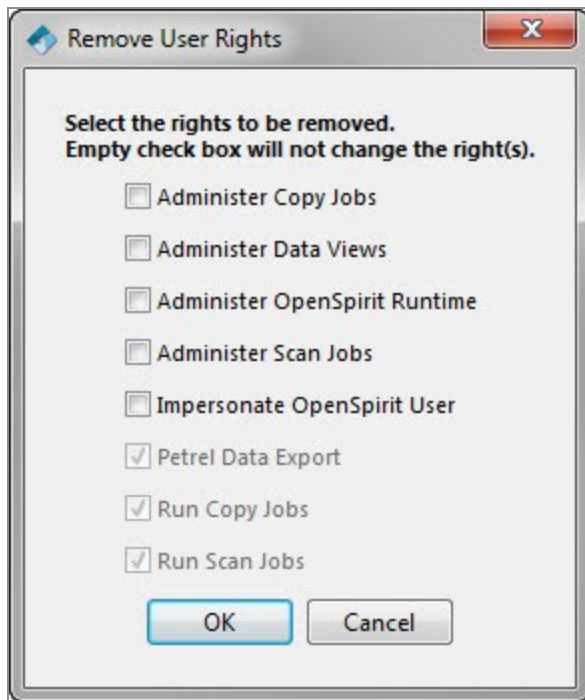 Remove User Rights
Select the rights to be removed.
Empty check box will not change the right(s).
Administer Copy Jobs
Administer Data Views
Administer OpenSpirit Runtime
Administer Scan Jobs
Impersonate OpenSpirit User
Petrel Data Export
Run Copy Jobs
Run Scan Jobs
OK Cancel